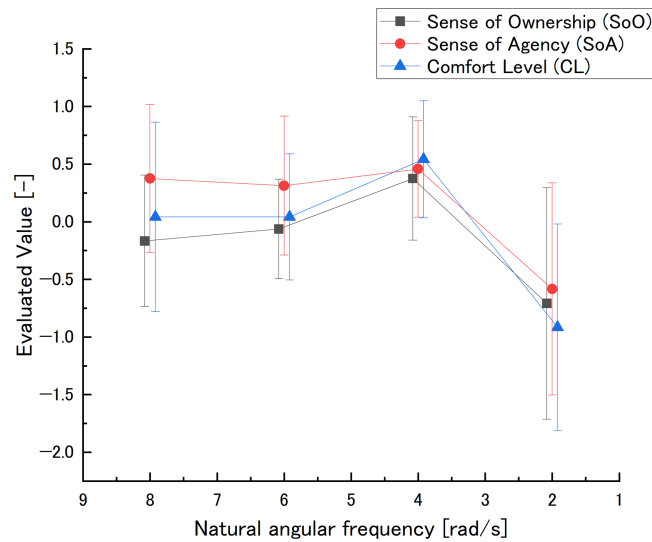 Sense of Ownership (SoO)
Sense of Agency (SoA)
Comfort Level (CL)
1.5
1.0
0.5
0.0
−0.5
−1.0
−1.5
−2.0
Evaluated Value [-]
9 8 7 6 5 4 3 2 1
Natural angular frequency [rad/s]